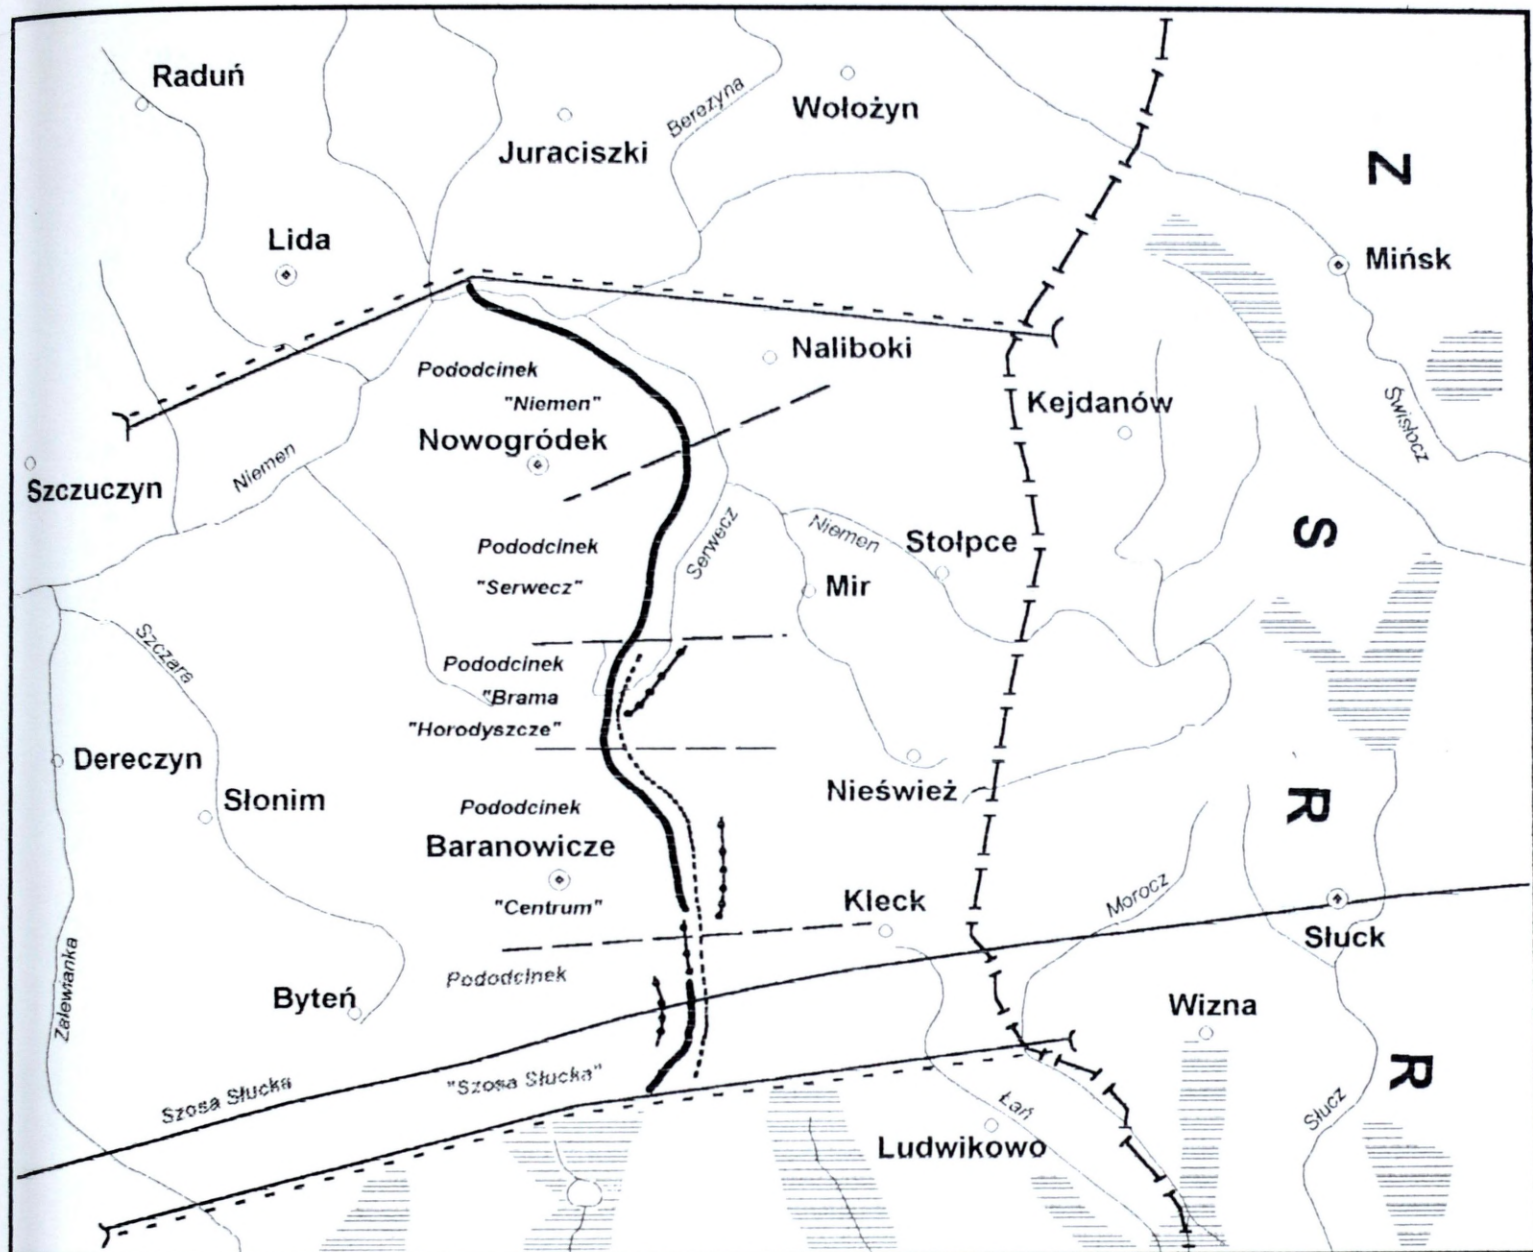 Raduń
Juraciszki
Berezyna
Wołożyn
Z
Lida
Mińsk
Pododcinek
"Niemen"
Naliboki
Kejdanów
Świsłocz
Nowogródek
Szczuczyn
Niemen
Pododcinek
"Serwecz"
Serwecz
Niemen
Stołpce
Mir
S
Szczara
Pododcinek
"Brama
"Horodyszcze"
Dereczyn
Słonim
Nieśwież
R
Pododcinek
Baranowicze
"Centrum"
Kleck
Morocz
Słuck
Zalewianka
Byteń
Pododcinek
Wizna
Szosa Słucka
"Szosa Słucka"
Łań
Ludwikowo
Słucz
R